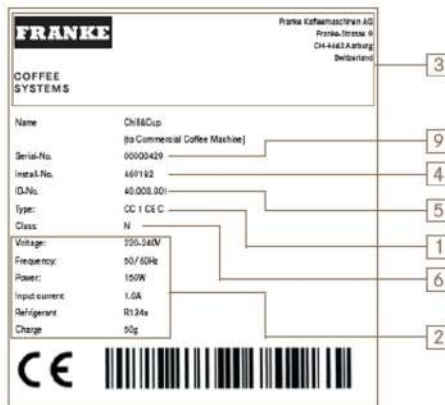 FRANKE
Franke Kaffeemaschinen AG
Franke-Strasse 9
CH-4663 Aarburg
Switzerland
COFFEE
SYSTEMS
3
Name Chill&Cup
(to Commercial Coffee Machine)
Serial-No. 00000429 9
Install-No. 469182 4
ID-No. 40.000.001 5
Type: CC 1 CE C 1
Class: N 6
Voltage: 220-240V
Frequency: 50/60Hz
Power: 150W
Input current 1.0A
Refrigerant R134a
Charge 50g
2
CE